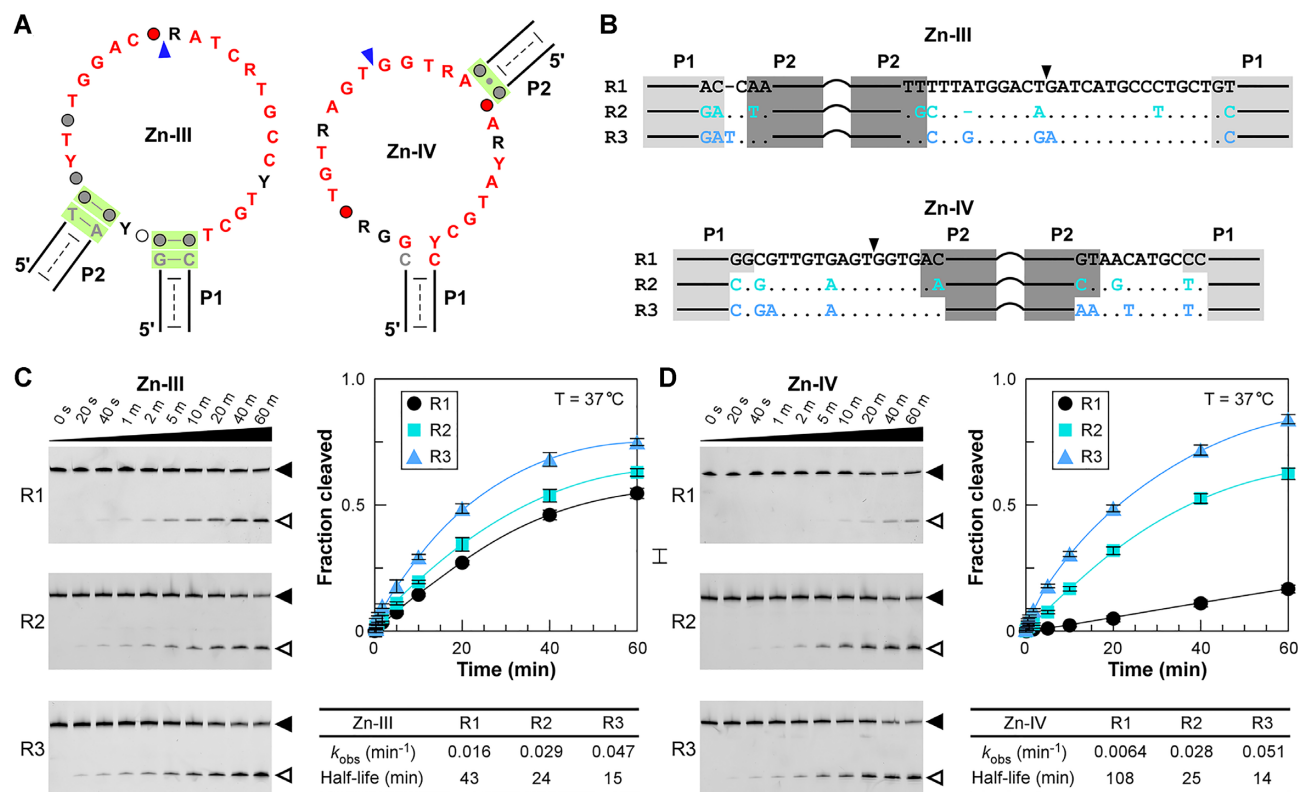 A
B
Zn-III
P1 P2 P2 P1
R1 AC-CAA TTTTTATGGACTGATCATGCCCTGCTGT
R2 GA..T. .GC..-.....A.........T.....C
R3 GAT... ..C..G.....GA..............C
Zn-IV
P1 P2 P2 P1
R1 GGCGTTGTGAGTGGTGAC GTAACATGCCC
R2 C.G.....A........A C..G.....T.
R3 C.GA....A......... AA..T....T.
T Y T T G G A C R A T C R T G C C Y T G C T
Zn-III
Y
T A
G C
5' P2
5' P1
G R G T G T R A G T G G T R A
Zn-IV
A R Y A T G C Y
G
C
5' P2
5' P1
C
Zn-III
0 s 20 s 40 s 1 m 2 m 5 m 10 m 20 m 40 m 60 m
R1
R2
R3
1.0
0.5
0
Fraction cleaved
R1
R2
R3
T = 37 °C
0 20 40 60
Time (min)
Zn-III R1 R2 R3
kobs (min-1) 0.016 0.029 0.047
Half-life (min) 43 24 15
D
Zn-IV
0 s 20 s 40 s 1 m 2 m 5 m 10 m 20 m 40 m 60 m
R1
R2
R3
1.0
0.5
0
Fraction cleaved
R1
R2
R3
T = 37 °C
0 20 40 60
Time (min)
Zn-IV R1 R2 R3
kobs (min-1) 0.0064 0.028 0.051
Half-life (min) 108 25 14